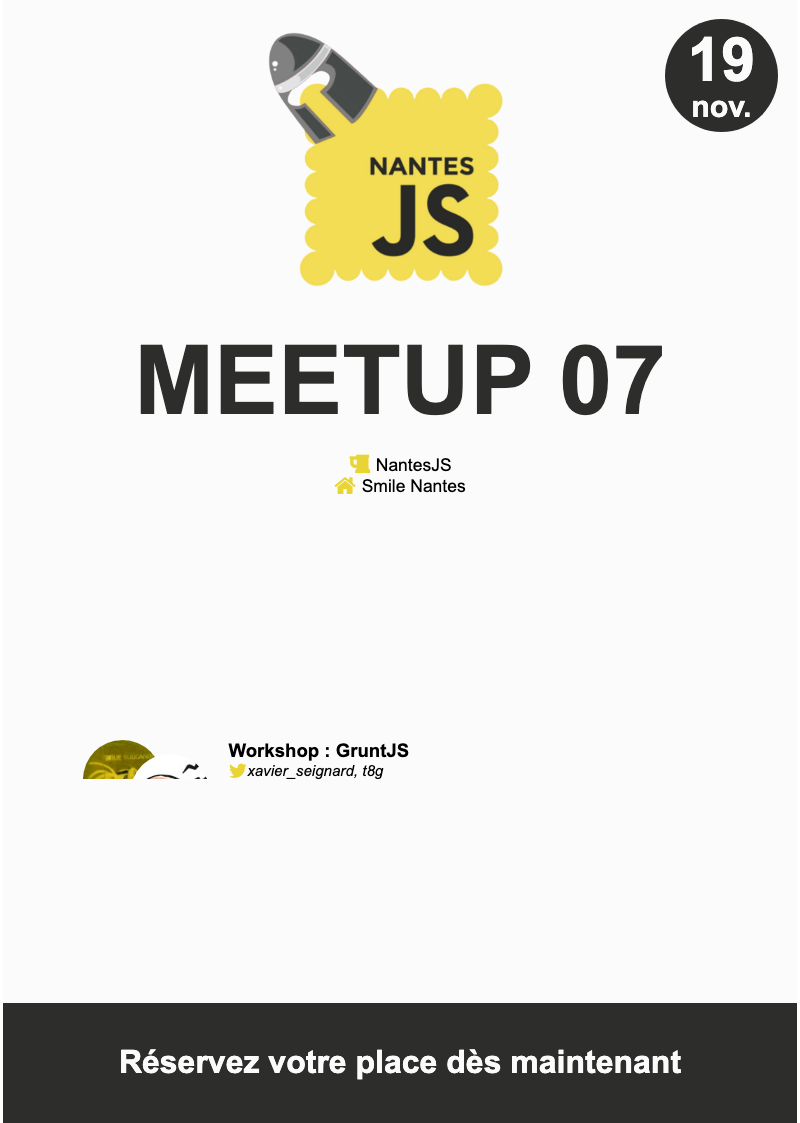 19
nov.
NANTES
JS
MEETUP 07
NantesJS
Smile Nantes
Workshop : GruntJS
xavier_seignard, t8g
Réservez votre place dès maintenant